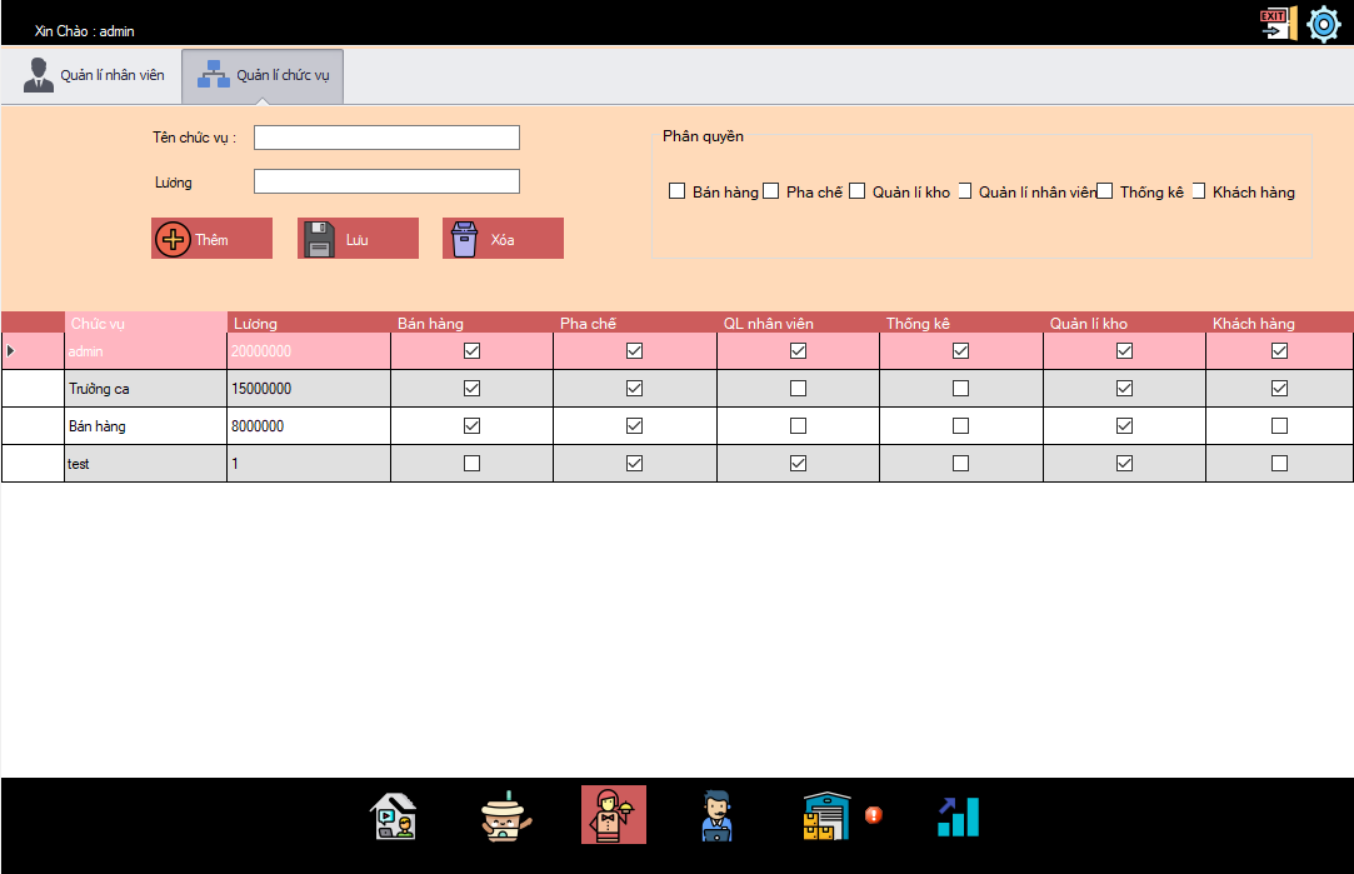 EXIT
Xin Chào : admin
Quản lí nhân viên Quản lí chức vụ
Tên chức vụ :
Lương
Thêm Lưu Xóa
Phân quyền
Bán hàng Pha chế Quản lí kho Quản lí nhân viên Thống kê Khách hàng
Chức vụ Lương Bán hàng Pha chế QL nhân viên Thống kê Quản lí kho Khách hàng
admin 20000000
Trưởng ca 15000000
Bán hàng 8000000
test 1